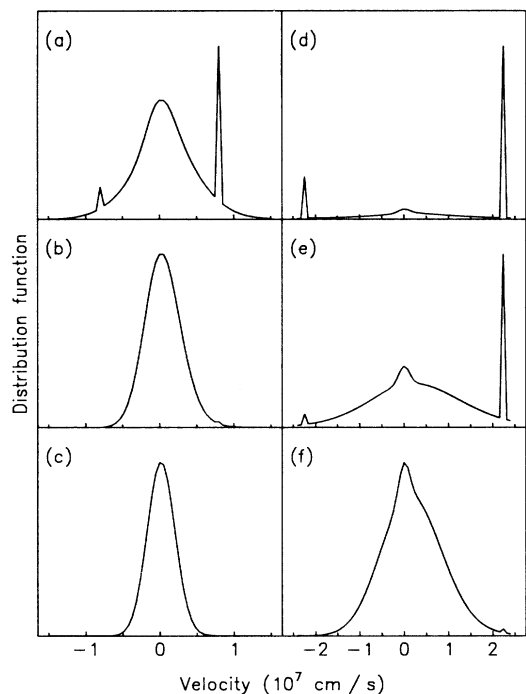 (a)
(d)
(b)
(e)
(c)
(f)
Distribution function
−1 0 1
−2 −1 0 1 2
Velocity (10⁷ cm / s)